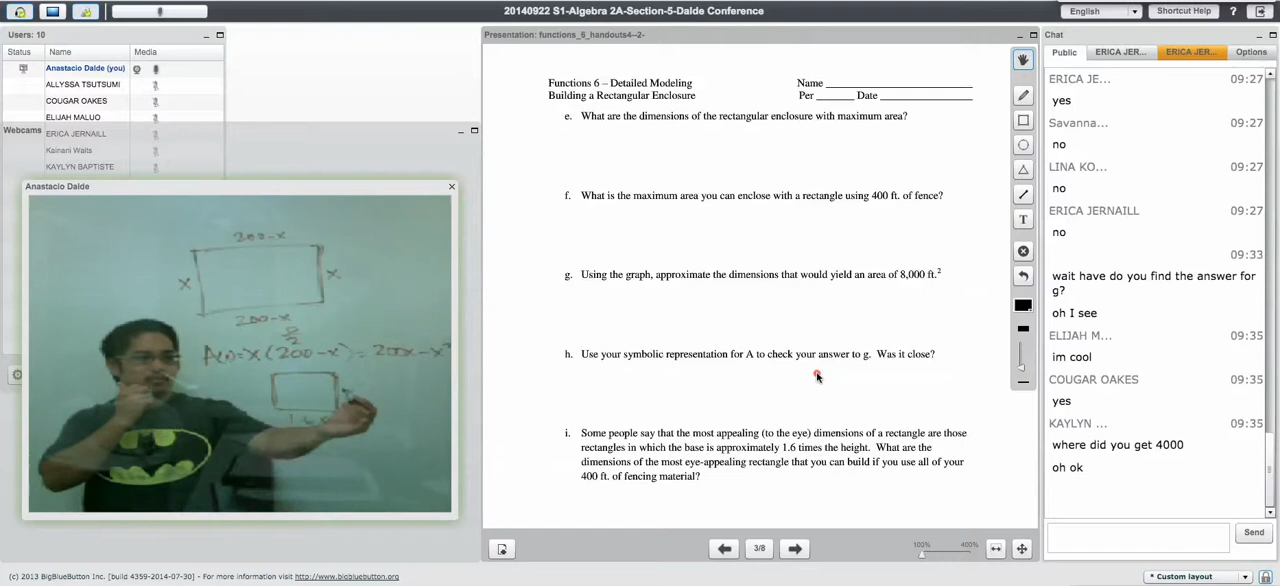 20140922 S1-Algebra 2A-Section-5-Dalde Conference
English
Shortcut Help
?
Users: 10
Status Name Media
Anastacio Dalde (you)
ALLYSSA TSUTSUMI
COUGAR OAKES
ELIJAH MALUO
Webcams
ERICA JERNAILL
Kainani Waits
KAYLYN BAPTISTE
Anastacio Dalde
200-x
x
x
200-x
A(x)=x(200-x)=200x-x²
Presentation: functions_6_handouts4--2-
Functions 6 – Detailed Modeling
Building a Rectangular Enclosure
Name
Per Date
e. What are the dimensions of the rectangular enclosure with maximum area?
f. What is the maximum area you can enclose with a rectangle using 400 ft. of fence?
g. Using the graph, approximate the dimensions that would yield an area of 8,000 ft.²
h. Use your symbolic representation for A to check your answer to g. Was it close?
i. Some people say that the most appealing (to the eye) dimensions of a rectangle are those
rectangles in which the base is approximately 1.6 times the height. What are the
dimensions of the most eye-appealing rectangle that you can build if you use all of your
400 ft. of fencing material?
T
3/8
100% 400%
Chat
Public ERICA JER... ERICA JER... Options
ERICA JE... 09:27
yes
Savanna... 09:27
no
LINA KO... 09:27
no
ERICA JERNAILL 09:27
no
09:33
wait have do you find the answer for
g?
oh I see
ELIJAH M... 09:35
im cool
COUGAR OAKES 09:35
yes
KAYLYN ... 09:35
where did you get 4000
oh ok
Send
(c) 2013 BigBlueButton Inc. [build 4359-2014-07-30] - For more information visit http://www.bigbluebutton.org
* Custom layout